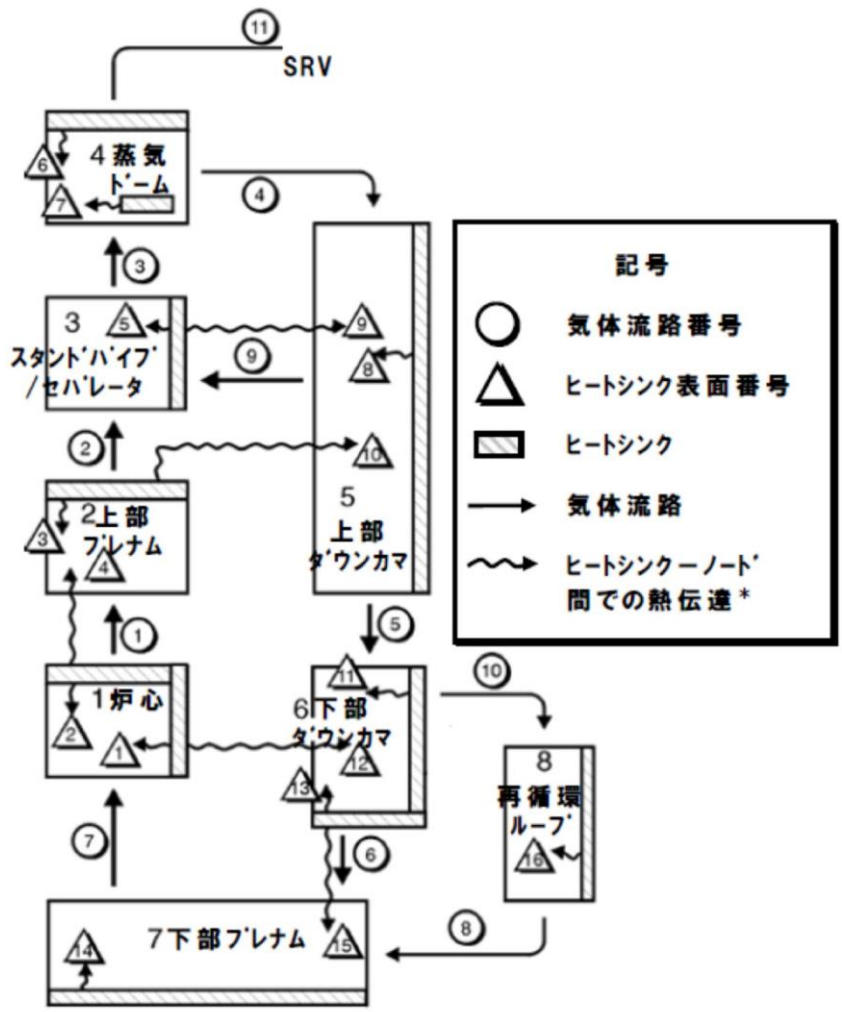 ⑪
SRV
4 蒸気
ドーム
6
7
④
③
3
スタンドパイプ
/セパレータ
5
9
8
⑨
②
10
5
上部
ダウンカマ
2上部
プレナム
3
4
①
⑤
1炉心
2
1
11
6下部
ダウンカマ
12
13
⑩
8
再循環
ループ
16
⑦
⑥
7下部プレナム
14
15
⑧
記号
気体流路番号
ヒートシンク表面番号
ヒートシンク
気体流路
ヒートシンクーノード
間での熱伝達*